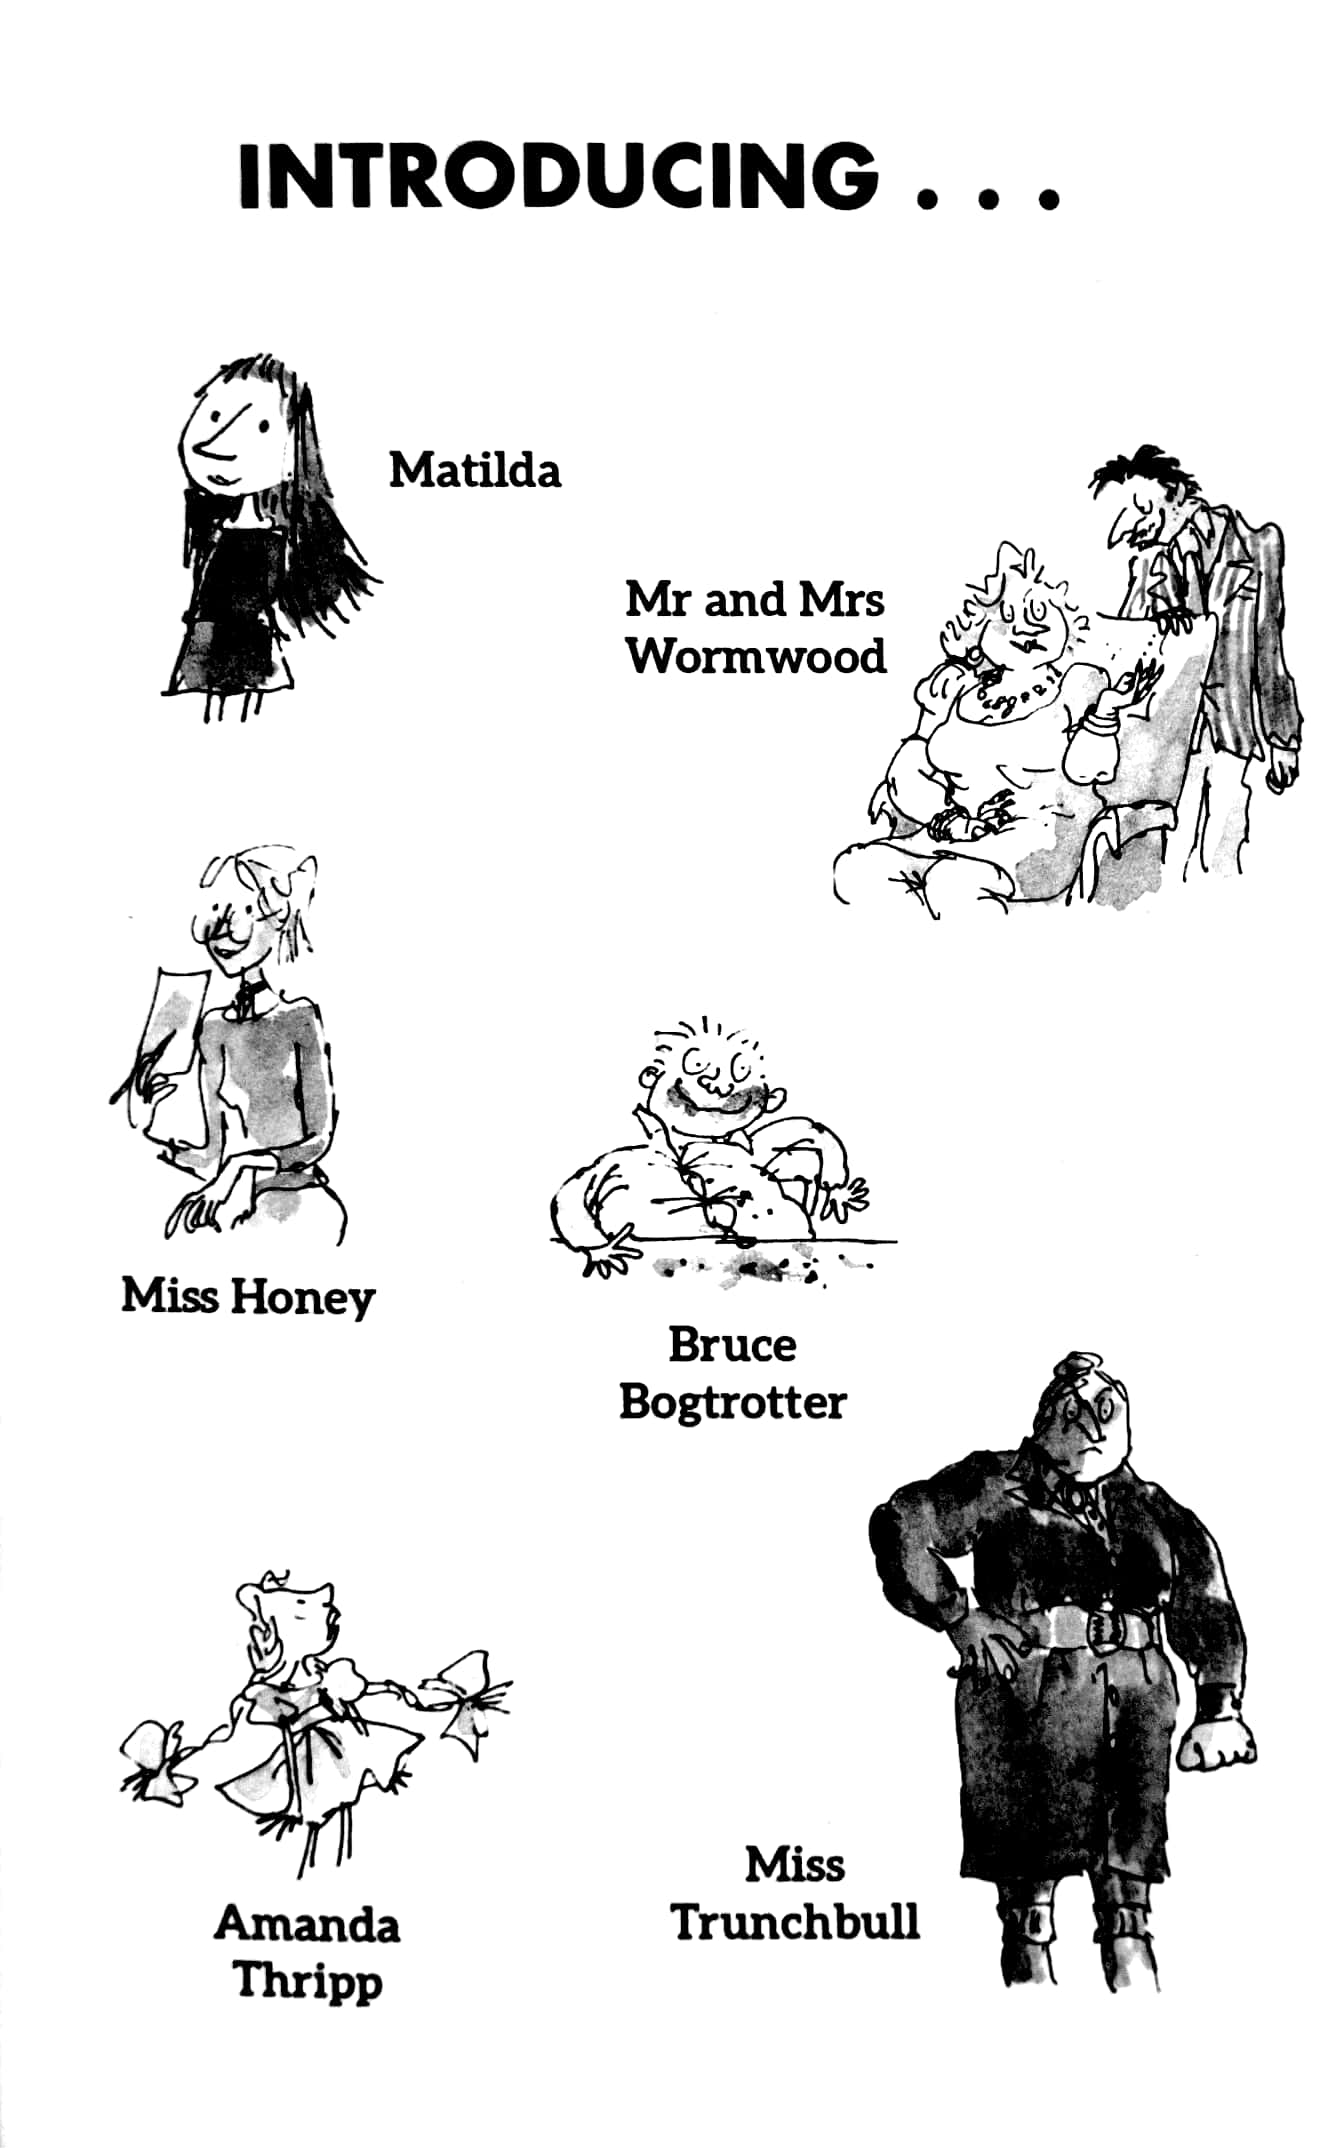 INTRODUCING . . .
Matilda
Mr and Mrs
Wormwood
Miss Honey
Bruce
Bogtrotter
Amanda
Thripp
Miss
Trunchbull